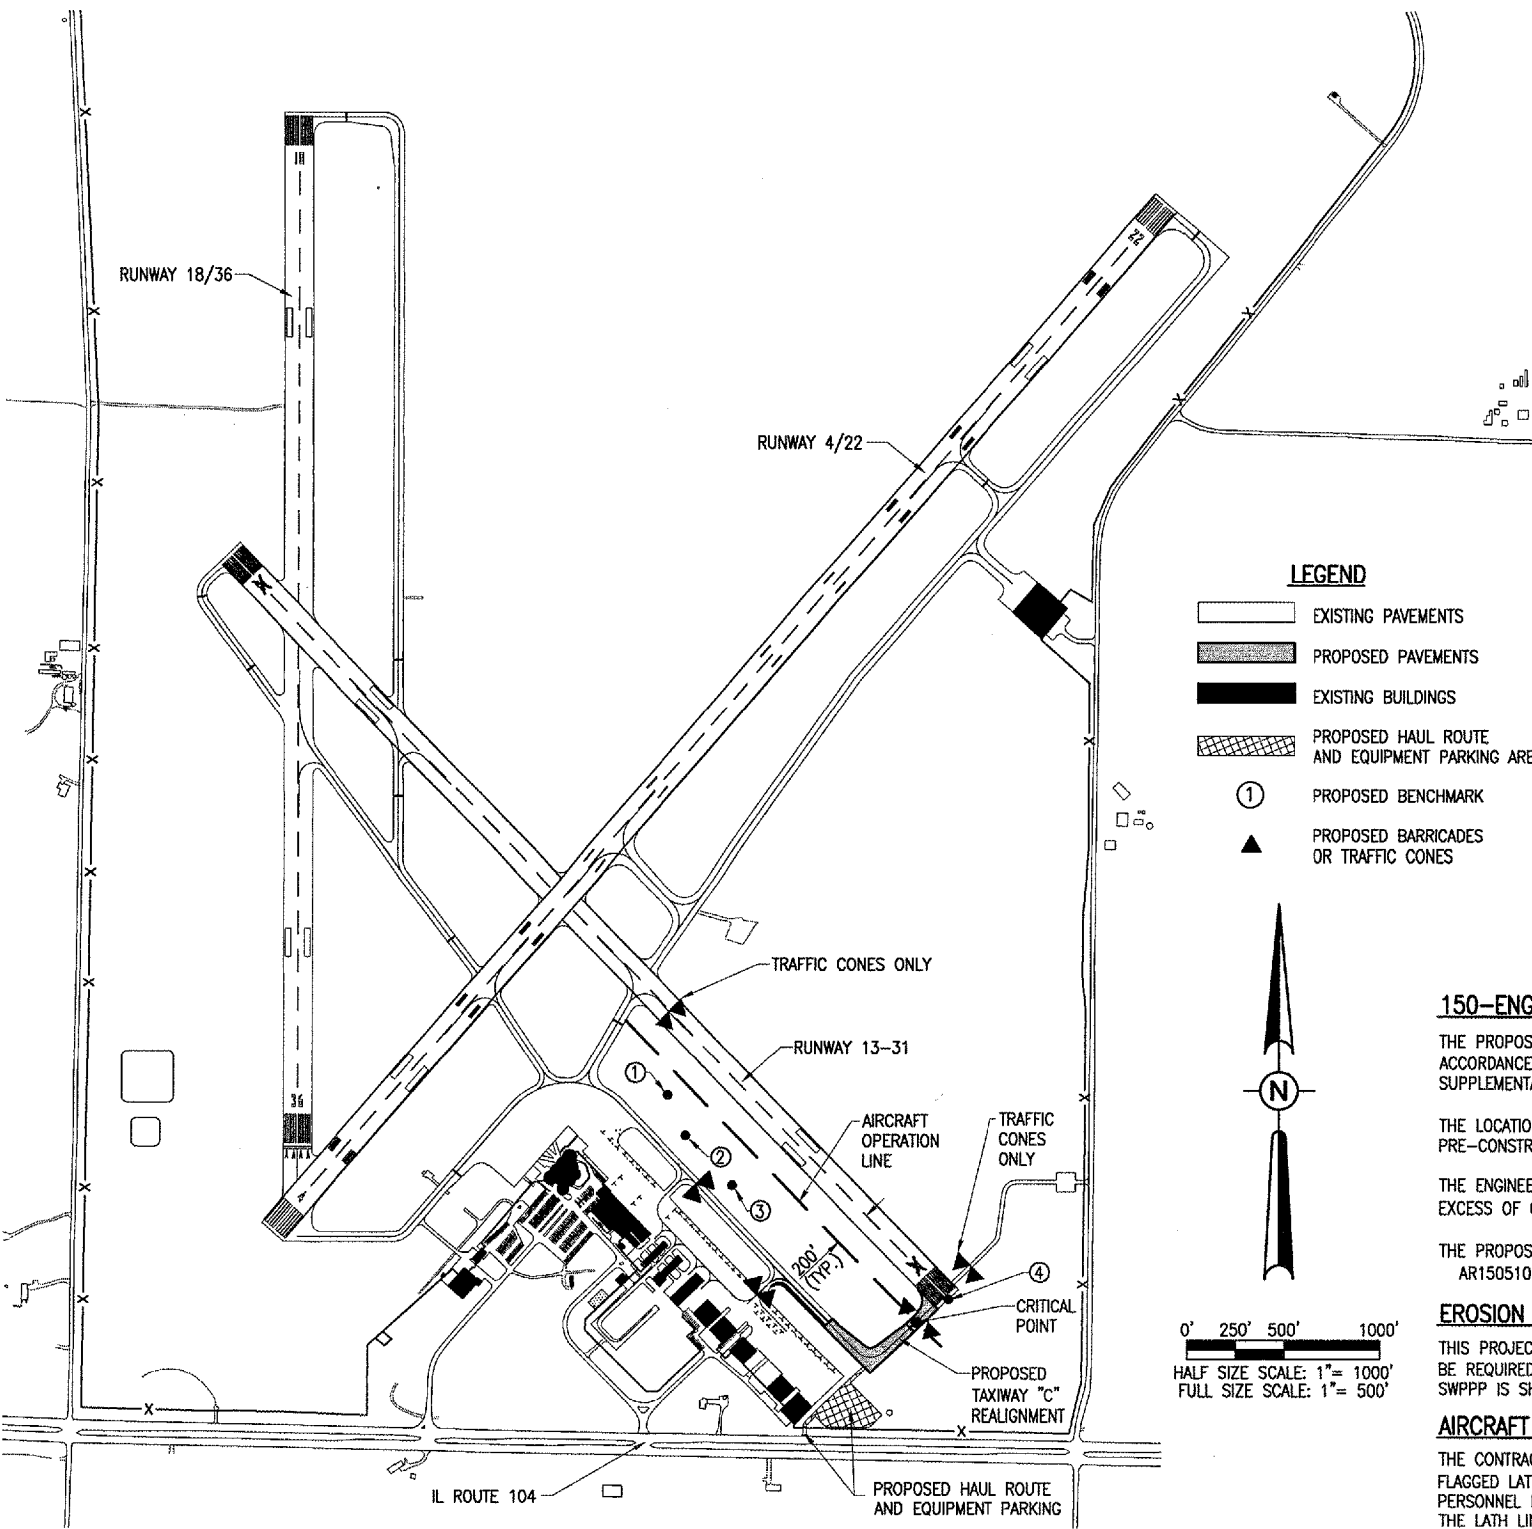 18
RUNWAY 18/36
22
RUNWAY 4/22
LEGEND
EXISTING PAVEMENTS
PROPOSED PAVEMENTS
EXISTING BUILDINGS
PROPOSED HAUL ROUTE
AND EQUIPMENT PARKING ARE
1
PROPOSED BENCHMARK
PROPOSED BARRICADES
OR TRAFFIC CONES
TRAFFIC CONES ONLY
RUNWAY 13-31
1
2
3
AIRCRAFT
OPERATION
LINE
TRAFFIC
CONES
ONLY
36
4
200'
(TYP.)
4
CRITICAL
POINT
PROPOSED
TAXIWAY "C"
REALIGNMENT
N
0' 250' 500' 1000'
HALF SIZE SCALE: 1"= 1000'
FULL SIZE SCALE: 1"= 500'
IL ROUTE 104
PROPOSED HAUL ROUTE
AND EQUIPMENT PARKING
150-ENG
THE PROPOS
ACCORDANCE
SUPPLEMENT
THE LOCATIO
PRE-CONSTR
THE ENGINEE
EXCESS OF
THE PROPOS
AR150510
EROSION
THIS PROJEC
BE REQUIRED
SWPPP IS S
AIRCRAFT
THE CONTRA
FLAGGED LAT
PERSONNEL
THE LATH LI